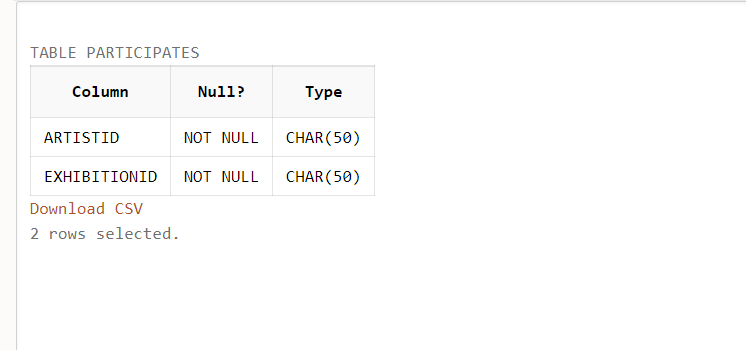 TABLE PARTICIPATES
Column Null? Type
ARTISTID NOT NULL CHAR(50)
EXHIBITIONID NOT NULL CHAR(50)
Download CSV
2 rows selected.